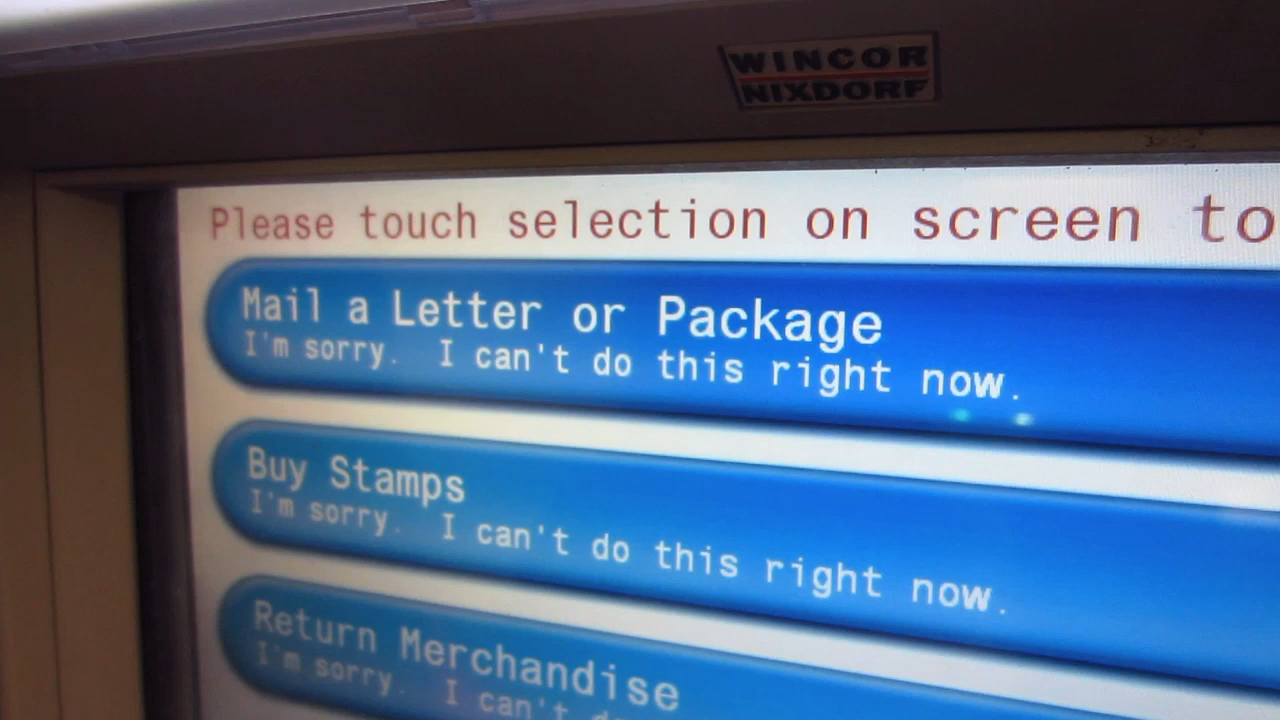 WINCOR
NIXDORF
Please touch selection on screen to
Mail a Letter or Package
I'm sorry.  I can't do this right now.
Buy Stamps
I'm sorry.  I can't do this right now.
Return Merchandise
I'm sorry.  I can't do